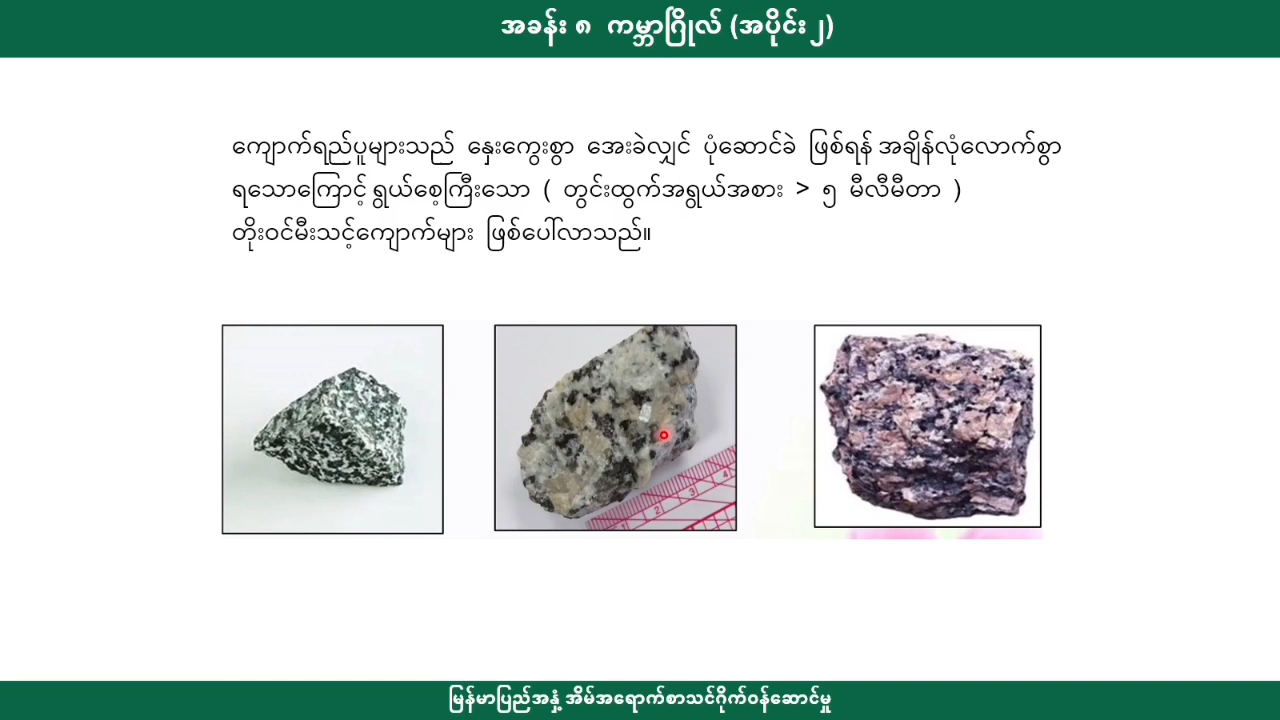 အခန်း ၈ ကမ္ဘာဂြိုလ် (အပိုင်း ၂)
ကျောက်ရည်ပူများသည် နှေးကွေးစွာ အေးခဲလျှင် ပုံဆောင်ခဲ ဖြစ်ရန် အချိန်လုံလောက်စွာ
ရသောကြောင့် ရွယ်စေ့ကြီးသော ( တွင်းထွက်အရွယ်အစား > ၅ မီလီမီတာ )
တိုးဝင်မီးသင့်ကျောက်များ ဖြစ်ပေါ်လာသည်။
1 2 3 4
မြန်မာပြည်အနှံ့ အိမ်အရောက်စာသင်ဂိုက်ဝန်ဆောင်မှု